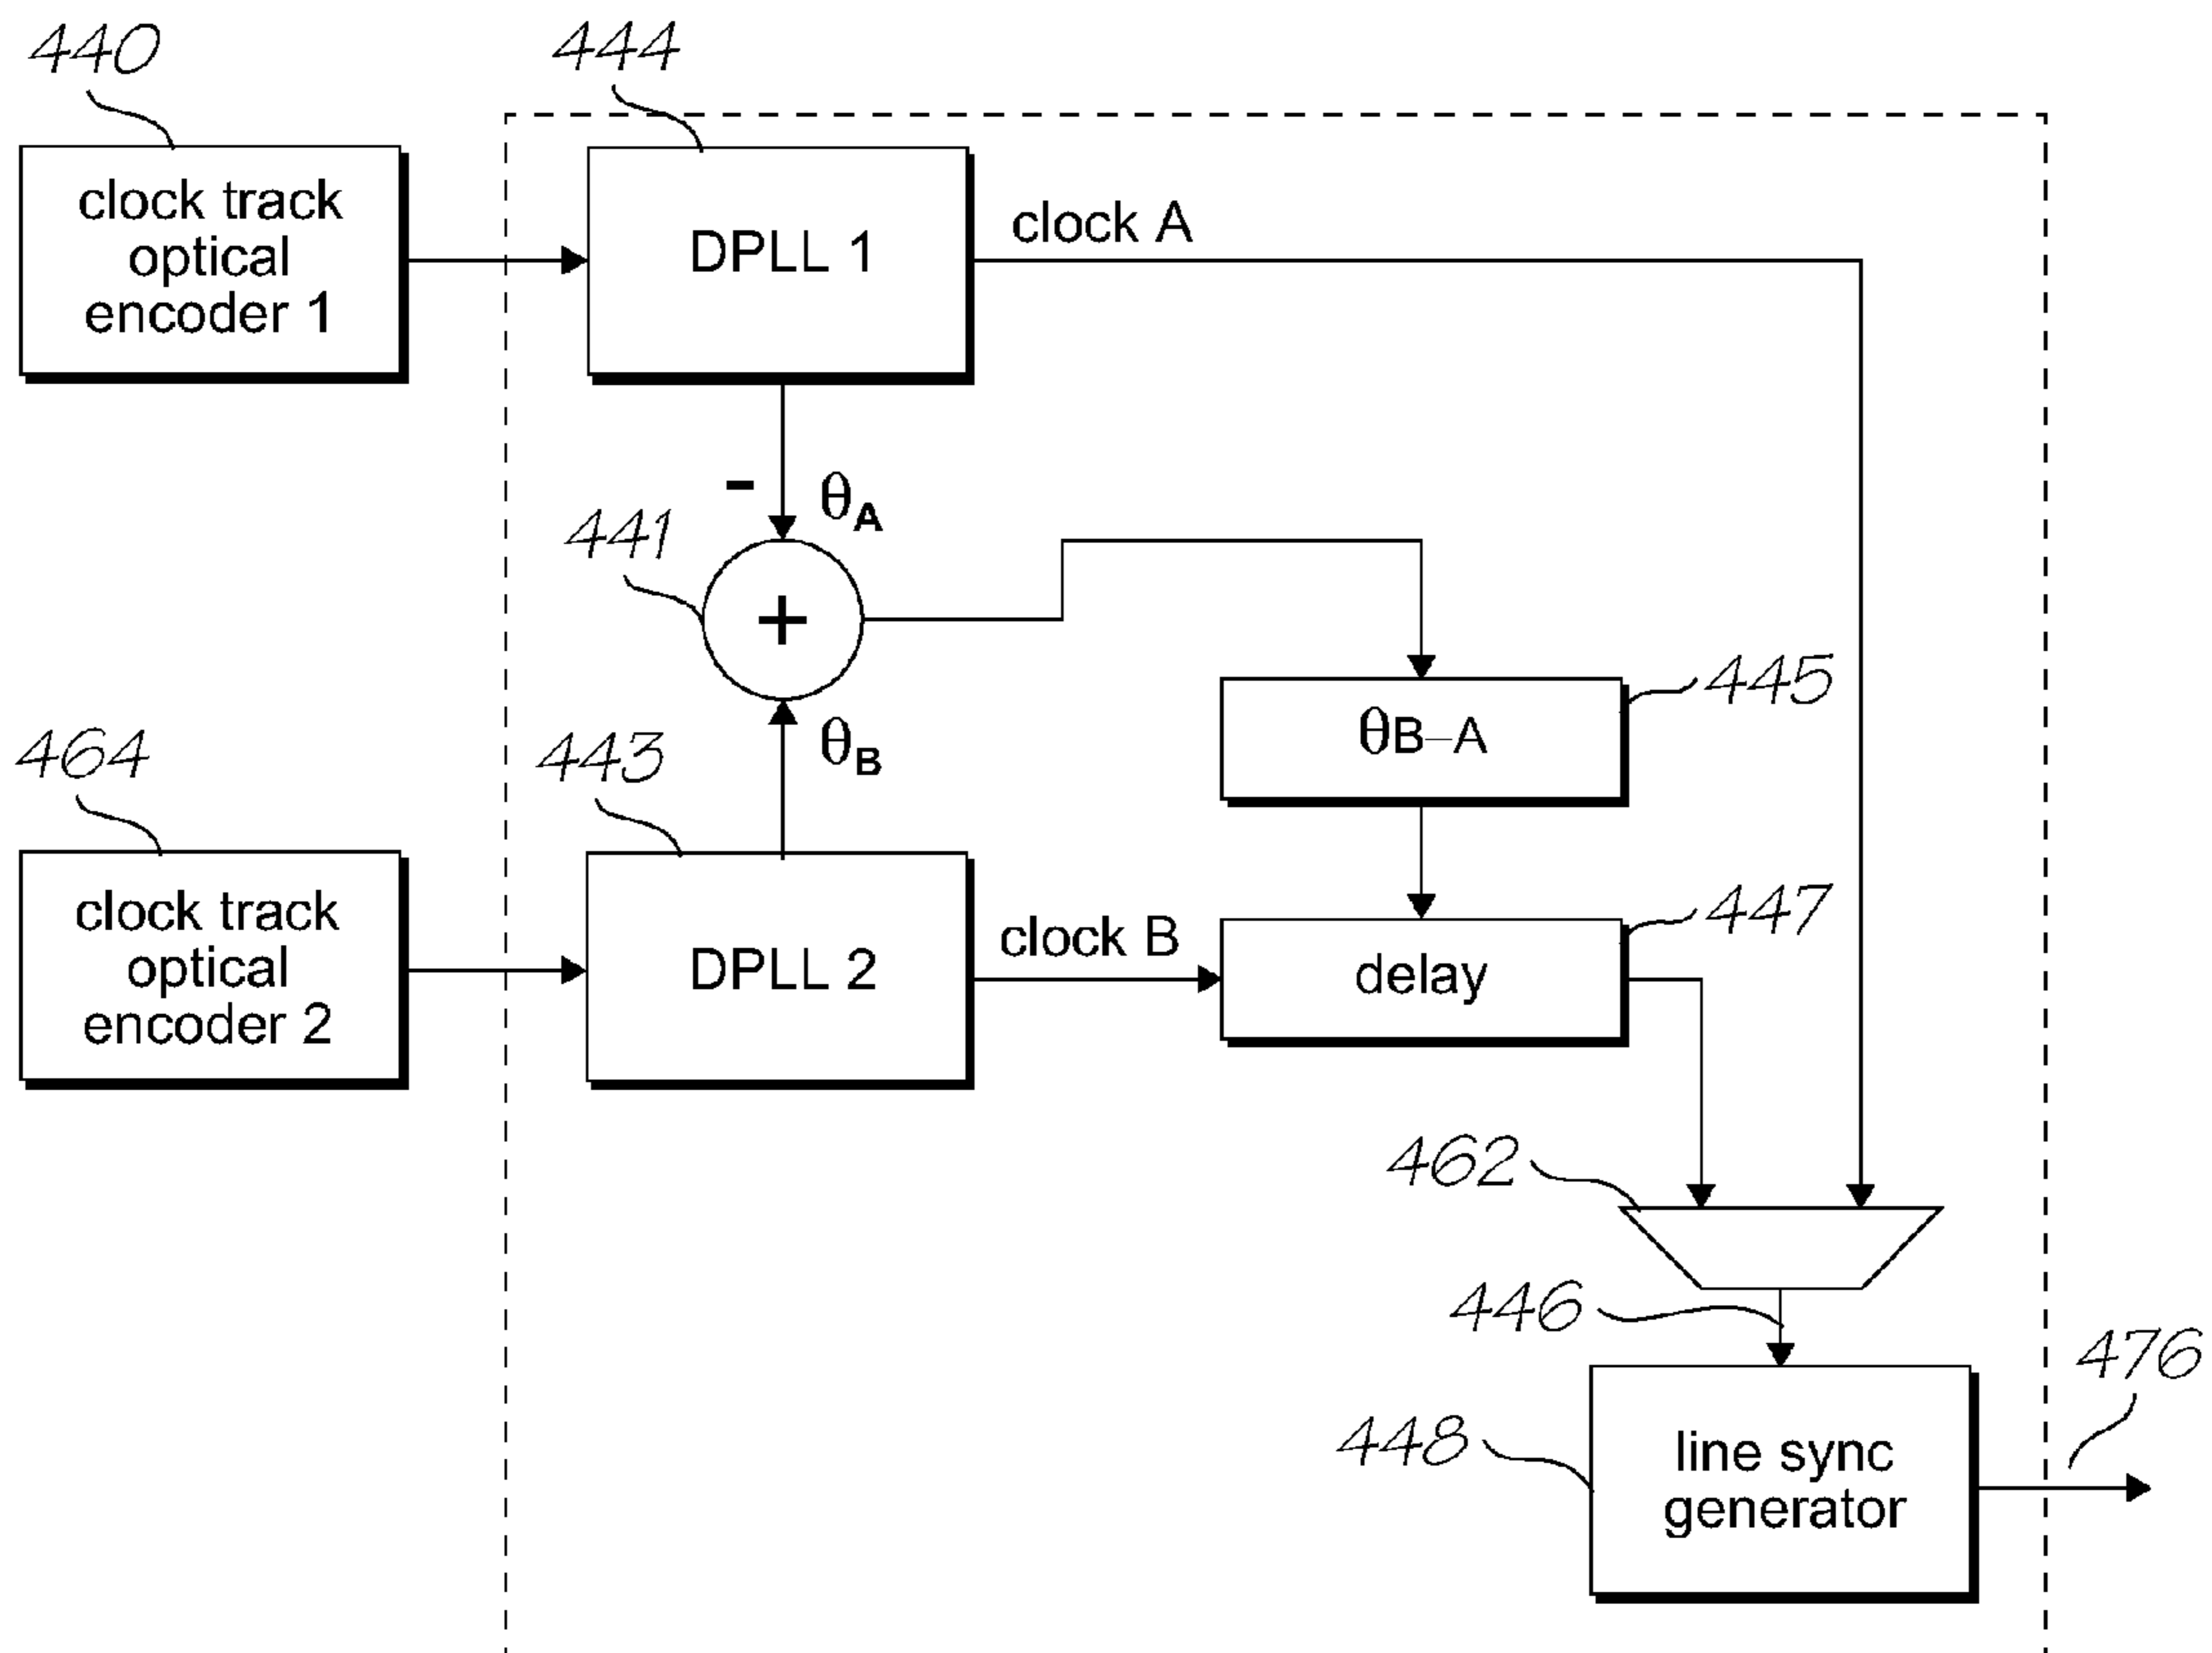 440
444
clock track
optical
encoder 1
DPLL 1
clock A
-
θA
441
+
445
θB–A
464
443
θB
447
clock track
optical
encoder 2
DPLL 2
clock B
delay
462
446
476
448
line sync
generator